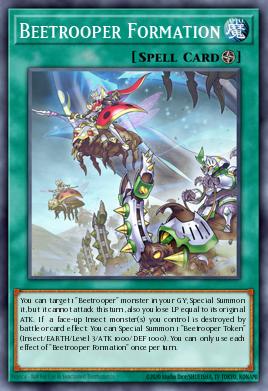 BEETROOPER FORMATION 魔
[SPELL CARD]
You can target 1 "Beetrooper" monster in your GY, Special Summon
it, but it cannot attack this turn, also you lose LP equal to its original
ATK. If a face-up Insect monster(s) you control is destroyed by
battle or card effect: You can Special Summon 1 "Beetrooper Token"
(Insect/EARTH/Level 3/ATK 1000/DEF 1000). You can only use each
effect of "Beetrooper Formation" once per turn.